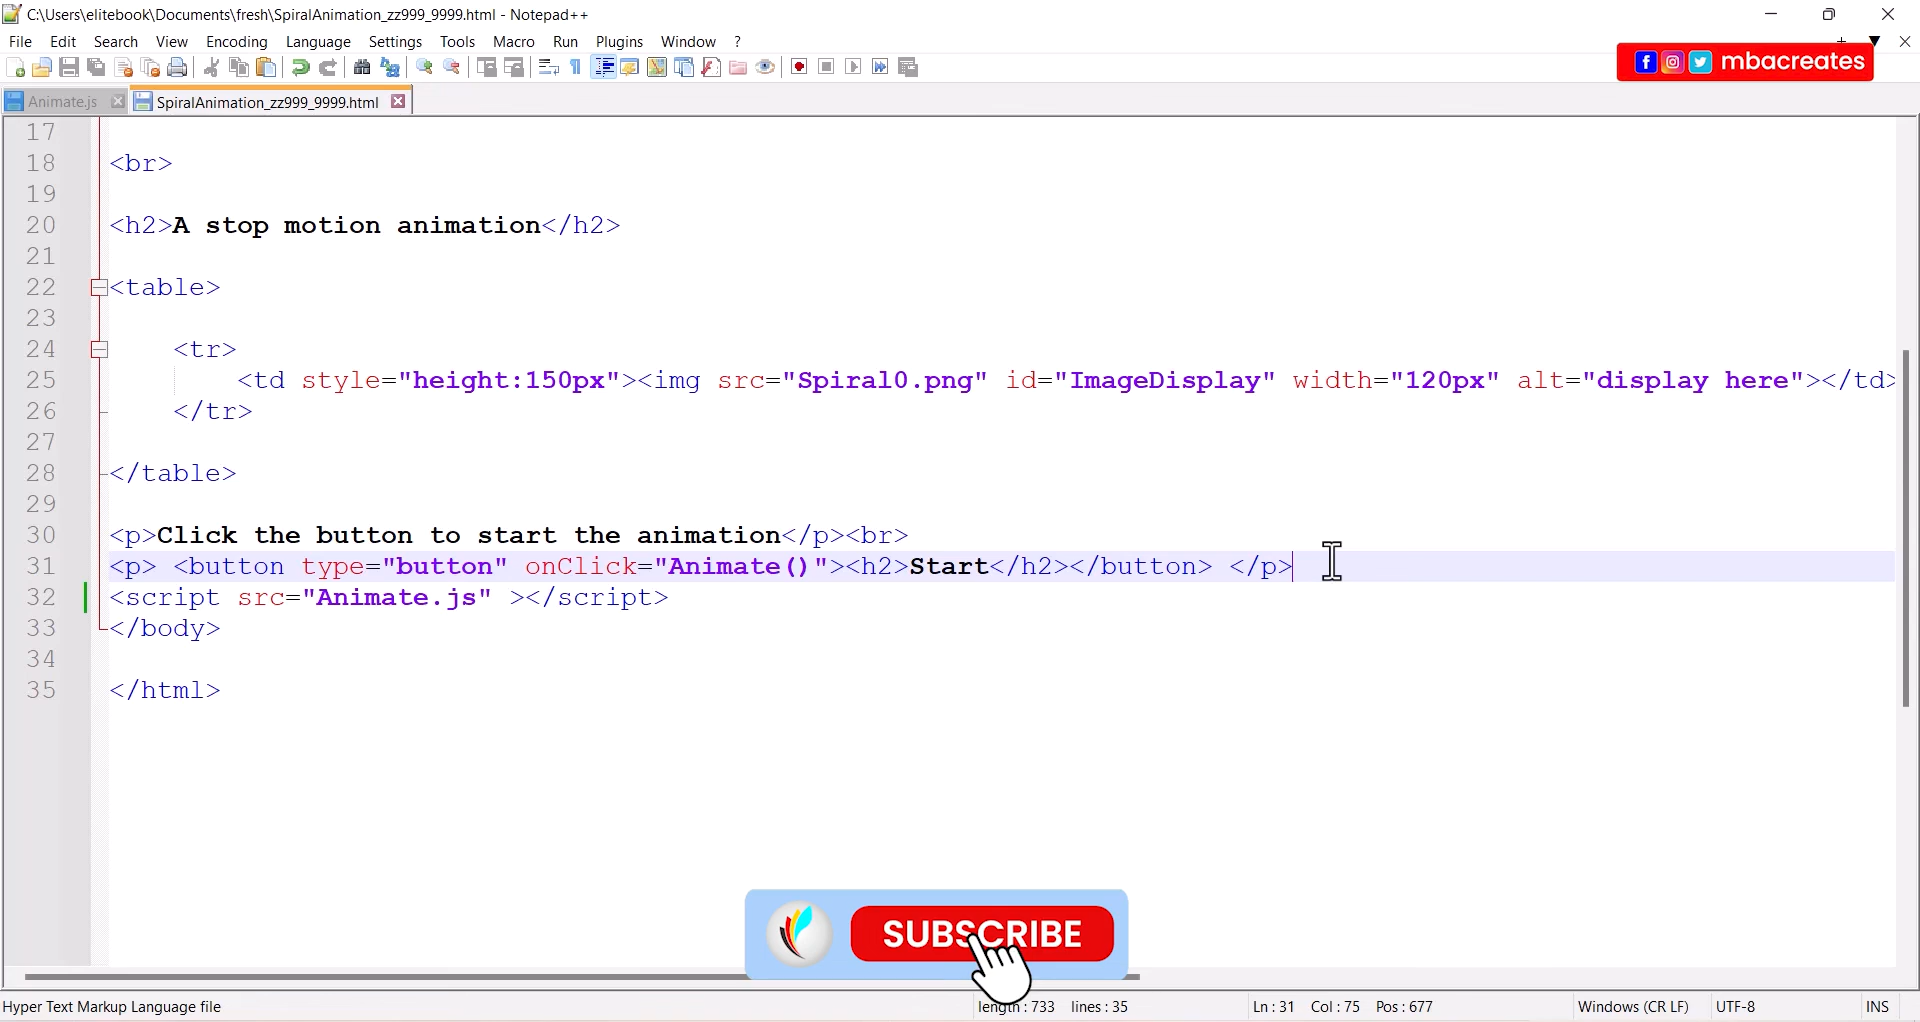 C:\Users\elitebook\Documents\fresh\SpiralAnimation_zz999_9999.html - Notepad++
File Edit Search View Encoding Language Settings Tools Macro Run Plugins Window ?
mbacreates
Animate.js SpiralAnimation_zz999_9999.html
17
18 <br>
19
20 <h2>A stop motion animation</h2>
21
22 <table>
23
24 <tr>
25 <td style="height:150px"><img src="Spiral0.png" id="ImageDisplay" width="120px" alt="display here"></td>
26 </tr>
27
28 </table>
29
30 <p>Click the button to start the animation</p><br>
31 <p> <button type="button" onClick="Animate()"><h2>Start</h2></button> </p>
32 <script src="Animate.js" ></script>
33 </body>
34
35 </html>
SUBSCRIBE
Hyper Text Markup Language file length : 733 lines : 35 Ln : 31 Col : 75 Pos : 677 Windows (CR LF) UTF-8 INS